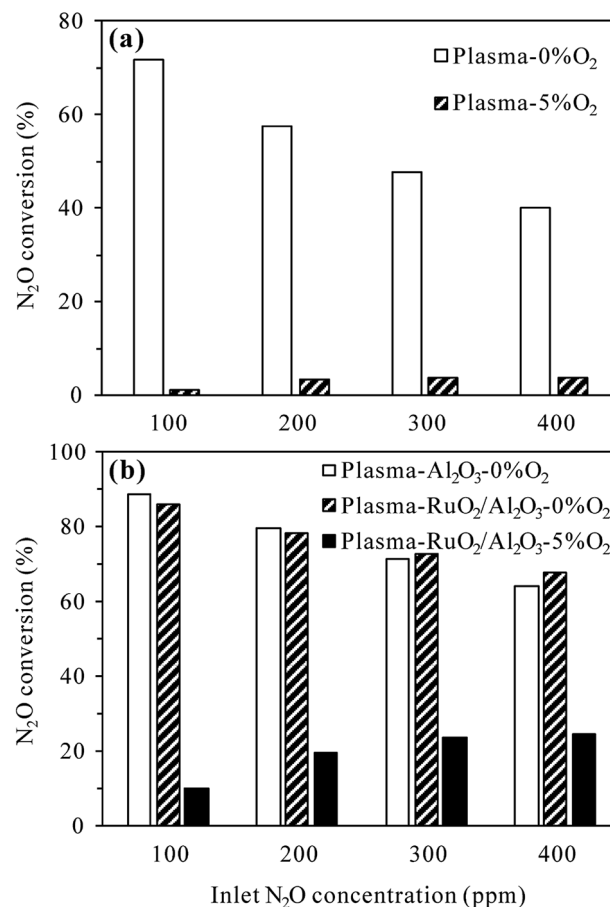 (a)
Plasma-0%O₂
Plasma-5%O₂
N₂O conversion (%)
80
60
40
20
0
100 200 300 400
(b)
Plasma-Al₂O₃-0%O₂
Plasma-RuO₂/Al₂O₃-0%O₂
Plasma-RuO₂/Al₂O₃-5%O₂
N₂O conversion (%)
100
80
60
40
20
0
100 200 300 400
Inlet N₂O concentration (ppm)